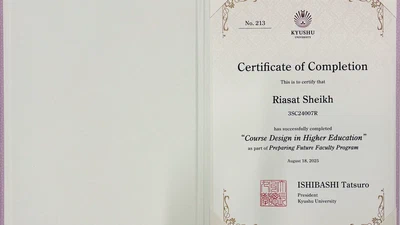 No. 213
KYUSHU
UNIVERSITY
Certificate of Completion
This is to certify that
Riasat Sheikh
3SC24007R
has successfully completed
"Course Design in Higher Education"
as part of Preparing Future Faculty Program
August 18, 2025
ISHIBASHI Tatsuro
President
Kyushu University